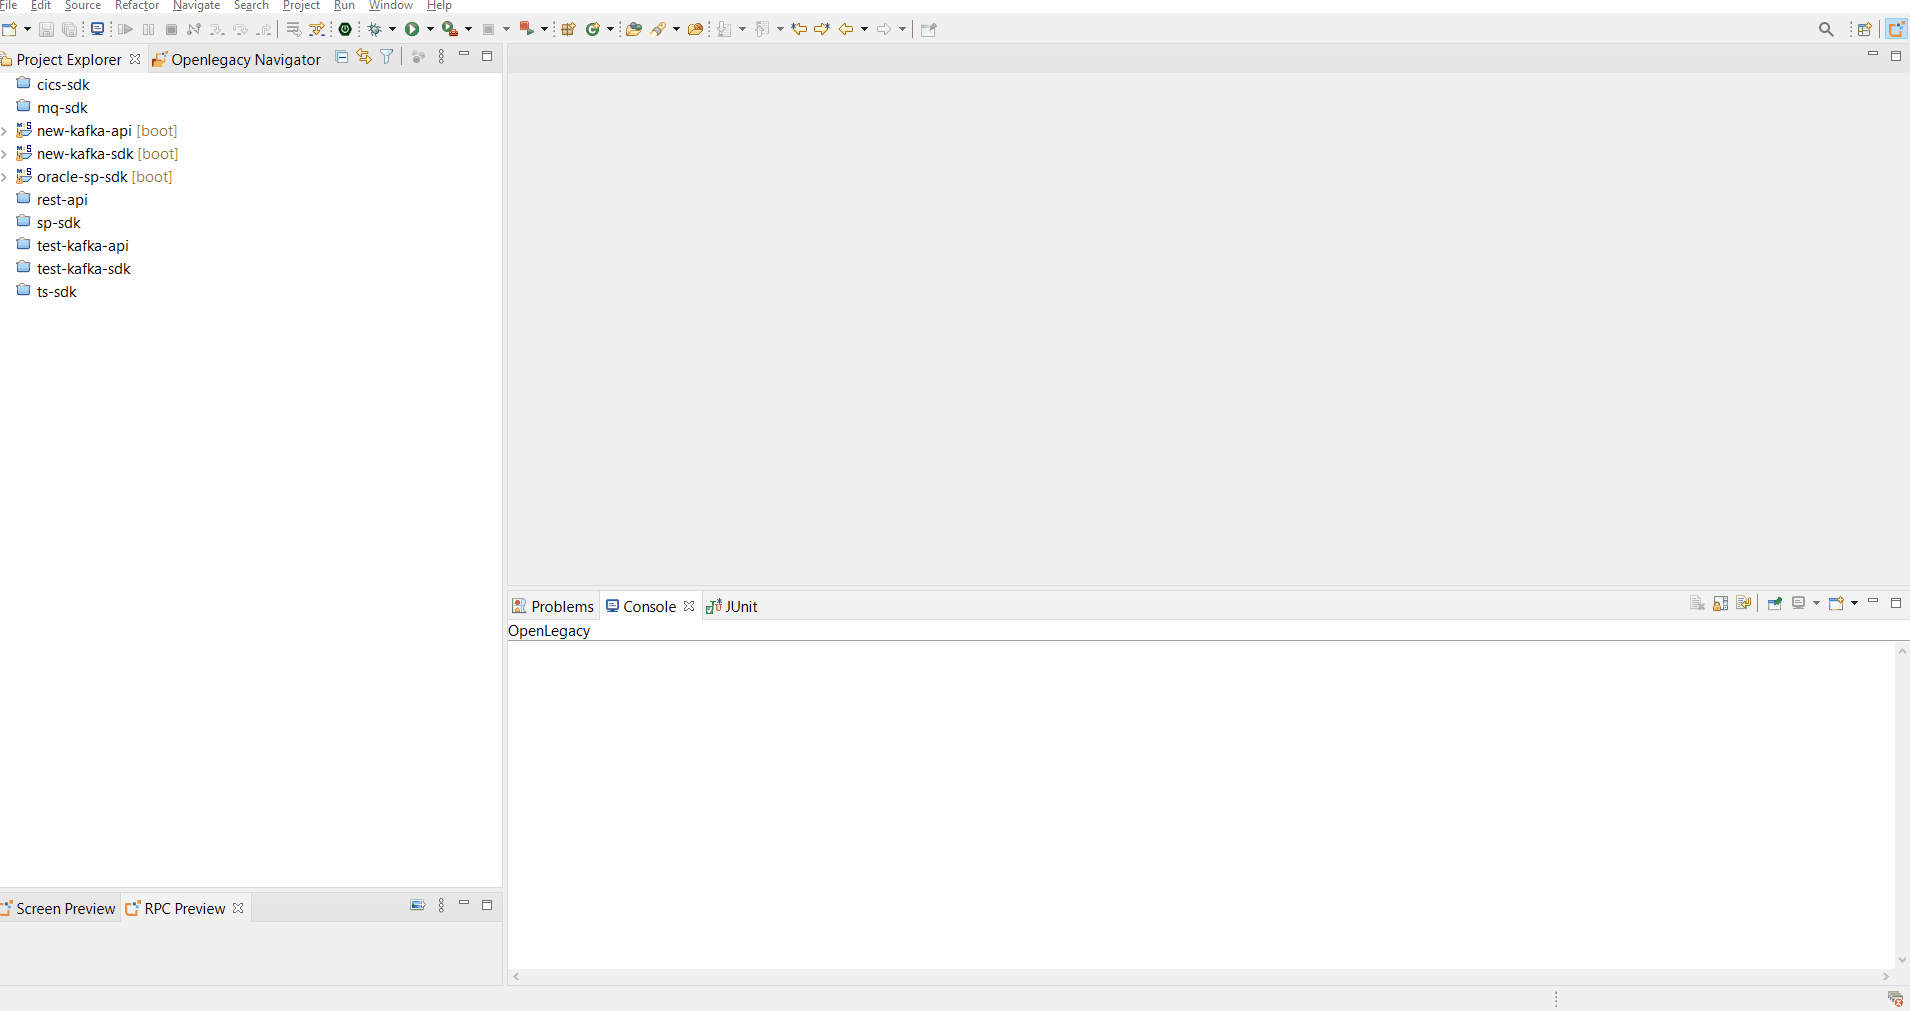 File Edit Source Refactor Navigate Search Project Run Window Help
Project Explorer Openlegacy Navigator
cics-sdk
mq-sdk
new-kafka-api [boot]
new-kafka-sdk [boot]
oracle-sp-sdk [boot]
rest-api
sp-sdk
test-kafka-api
test-kafka-sdk
ts-sdk
Problems Console JUnit
OpenLegacy
Screen Preview RPC Preview